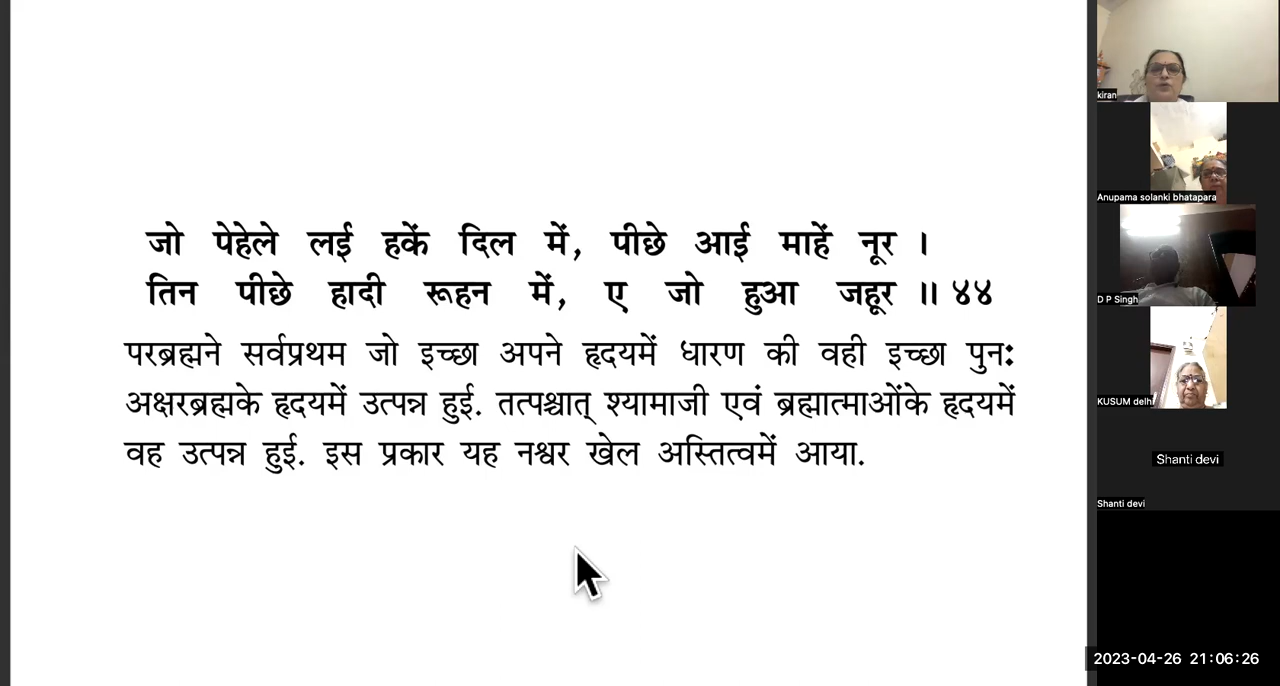 जो पेहेले लई हकें दिल में, पीछे आई माहें नूर ।
तिन पीछे हादी रूहन में, ए जो हुआ जहूर ॥ ४४
परब्रह्मने सर्वप्रथम जो इच्छा अपने हृदयमें धारण की वही इच्छा पुनः
अक्षरब्रह्मके हृदयमें उत्पन्न हुई. तत्पश्चात् श्यामाजी एवं ब्रह्मात्माओंके हृदयमें
वह उत्पन्न हुई. इस प्रकार यह नश्वर खेल अस्तित्वमें आया.
kiran
Anupama solanki bhatapara
D P Singh
KUSUM delhi
Shanti devi
Shanti devi
2023-04-26 21:06:26